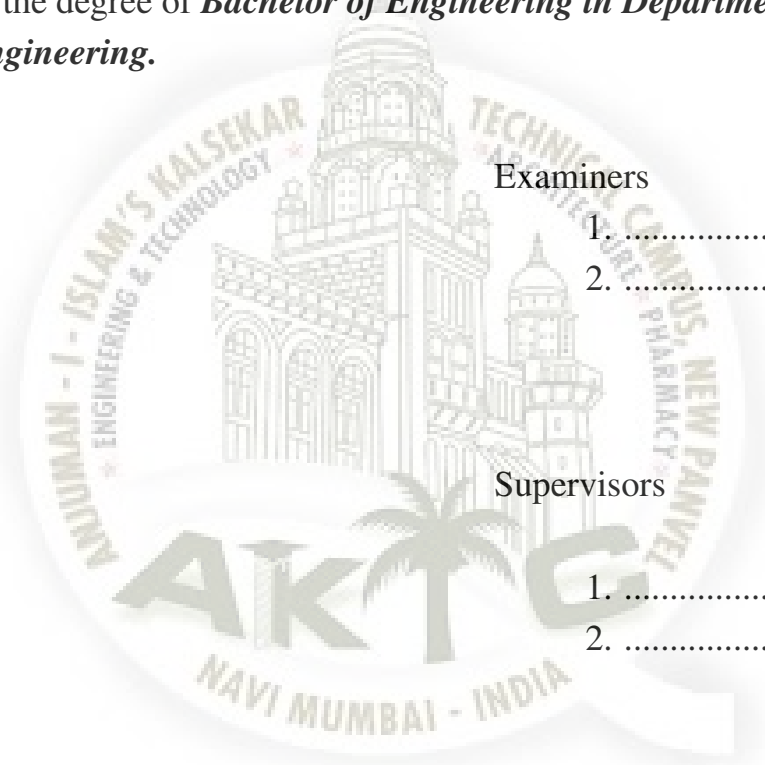 the degree of Bachelor of Engineering in Departme
ngineering.
Examiners
1. ...............
2. ...............
Supervisors
1. ...............
2. ...............
ANJUMAN - I - ISLAM'S KALSEKAR TECHNICAL CAMPUS, NEW PANVEL
ENGINEERING & TECHNOLOGY * ARCHITECTURE * PHARMACY
AKTC
NAVI MUMBAI - INDIA